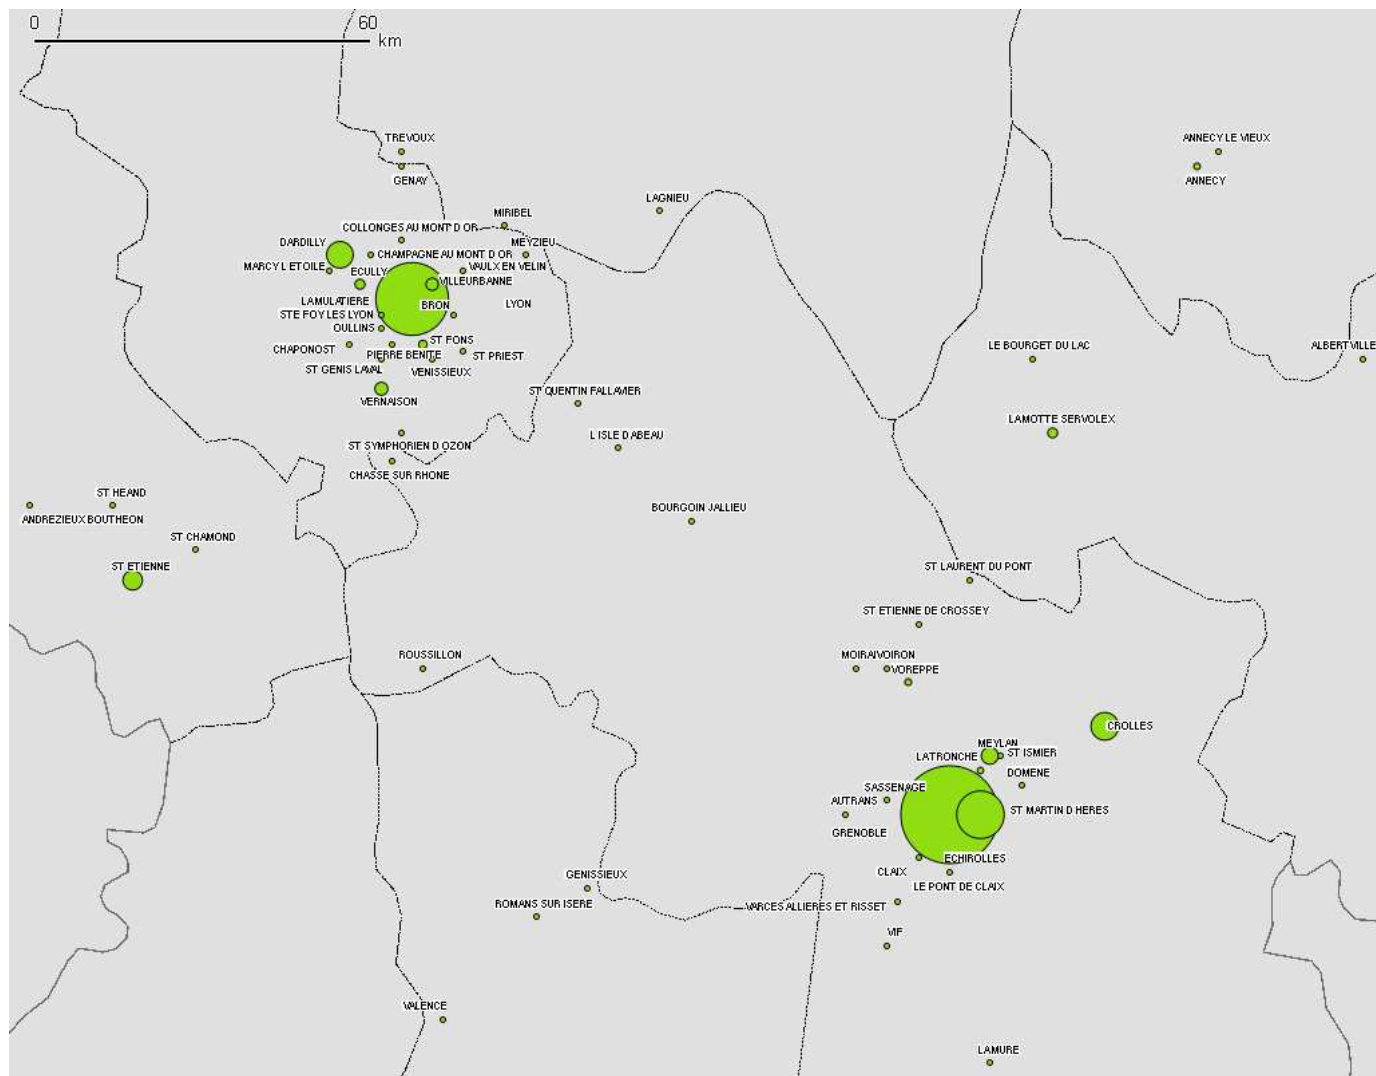 0 60
km
TREVOUX
ANNECY LE VIEUX
GENAY
ANNECY
LAGNIEU
MIRIBEL
COLLONGES AU MONT D OR
DARDILLY
MEYZIEU
CHAMPAGNE AU MONT D OR
MARCY L ETOILE
ECULLY
VAULX EN VELIN
VILLEURBANNE
LAMULATIERE
BRON
LYON
STE FOY LES LYON
OULLINS
ST FONS
CHAPONOST
PIERRE BENITE
ST PRIEST
LE BOURGET DU LAC
ALBERTVILLE
ST GENIS LAVAL
VENISSIEUX
VERNAISON
ST QUENTIN FALLAVIER
LAMOTTE SERVOLEX
ST SYMPHORIEN D OZON
L ISLE D ABEAU
CHASSE SUR RHONE
ST HEAND
ANDREZIEUX BOUTHEON
BOURGOIN JALLIEU
ST CHAMOND
ST ETIENNE
ST LAURENT DU PONT
ST ETIENNE DE CROSSEY
ROUSSILLON
MOIRAIVOIRON
VOREPPE
CROLLES
MEYLAN
LATRONCHE
ST ISMIER
DOMENE
SASSENAGE
AUTRANS
ST MARTIN D HERES
GRENOBLE
ECHIROLLES
CLAIX
LE PONT DE CLAIX
GENISSIEUX
ROMANS SUR ISERE
VARCES ALLIERES ET RISSET
VIF
VALENCE
LAMURE